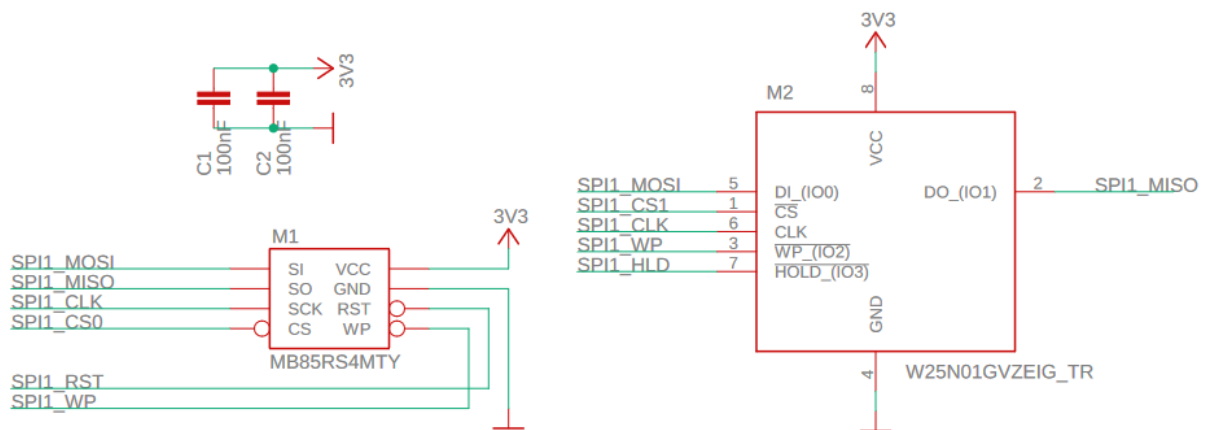 3V3
C1
100nF
C2
100nF
M1
3V3
SPI1_MOSI SI VCC
SPI1_MISO SO GND
SPI1_CLK SCK RST
SPI1_CS0 CS WP
MB85RS4MTY
SPI1_RST
SPI1_WP
3V3
M2
8
VCC
SPI1_MOSI 5 DI_(IO0) DO_(IO1) 2 SPI1_MISO
SPI1_CS1 1 CS
SPI1_CLK 6 CLK
SPI1_WP 3 WP_(IO2)
SPI1_HLD 7 HOLD_(IO3)
GND
4
W25N01GVZEIG_TR